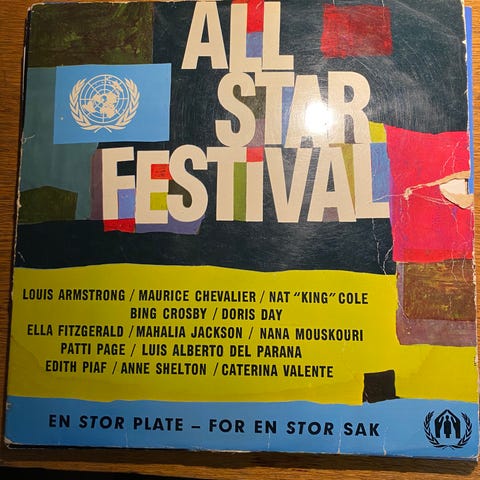 ALL
STAR
FESTIVAL
LOUIS ARMSTRONG / MAURICE CHEVALIER / NAT "KING" COLE
BING CROSBY / DORIS DAY
ELLA FITZGERALD / MAHALIA JACKSON / NANA MOUSKOURI
PATTI PAGE / LUIS ALBERTO DEL PARANA
EDITH PIAF / ANNE SHELTON / CATERINA VALENTE
EN STOR PLATE – FOR EN STOR SAK